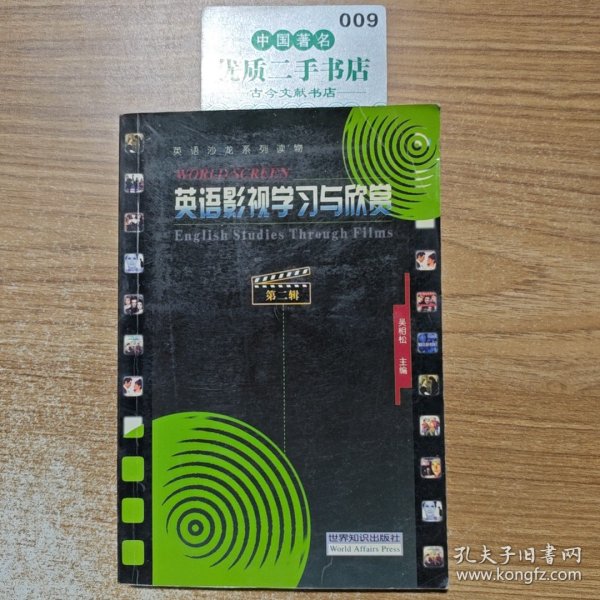 009
中国著名
优质二手书店
古今文献书店
英语沙龙系列读物
WORLD SCREEN
英语影视学习与欣赏
English Studies Through Films
第二辑
吴相松 主编
世界知识出版社
World Affairs Press
孔夫子旧书网
www.kongfz.com